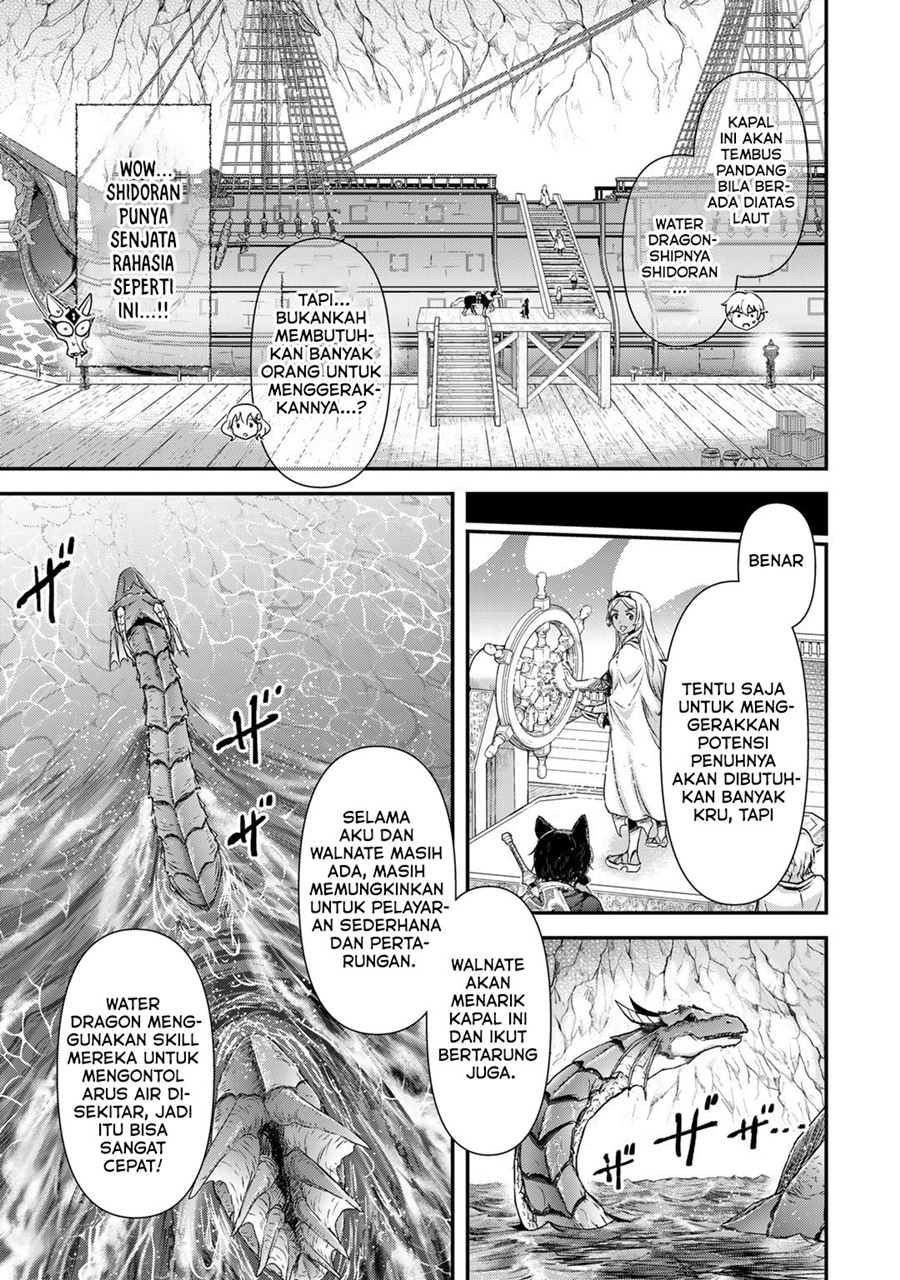 KAPAL
INI AKAN
TEMBUS
PANDANG
BILA BER-
ADA DIATAS
LAUT
WATER
DRAGON-
SHIPNYA
SHIDORAN
...
TAPI...
BUKANKAH
MEMBUTUH-
KAN BANYAK
ORANG UNTUK
MENGGERAK-
KANNYA...?
WOW...
SHIDORAN
PUNYA
SENJATA
RAHASIA
SEPERTI
INI...!!
BENAR
TENTU SAJA
UNTUK MENG-
GERAKKAN
POTENSI
PENUHNYA
AKAN DIBUTUH-
KAN BANYAK
KRU, TAPI
SELAMA
AKU DAN
WALNATE MASIH
ADA, MASIH
MEMUNGKINKAN
UNTUK PELAYAR-
AN SEDERHANA
DAN PERTA-
RUNGAN.
WALNATE
AKAN
MENARIK
KAPAL INI
DAN IKUT
BERTARUNG
JUGA.
ザザ...
ザ
ザ
ザ
WATER
DRAGON MENG-
GUNAKAN SKILL
MEREKA UNTUK
MENGONTOL
ARUS AIR DI-
SEKITAR, JADI
ITU BISA
SANGAT
CEPAT!